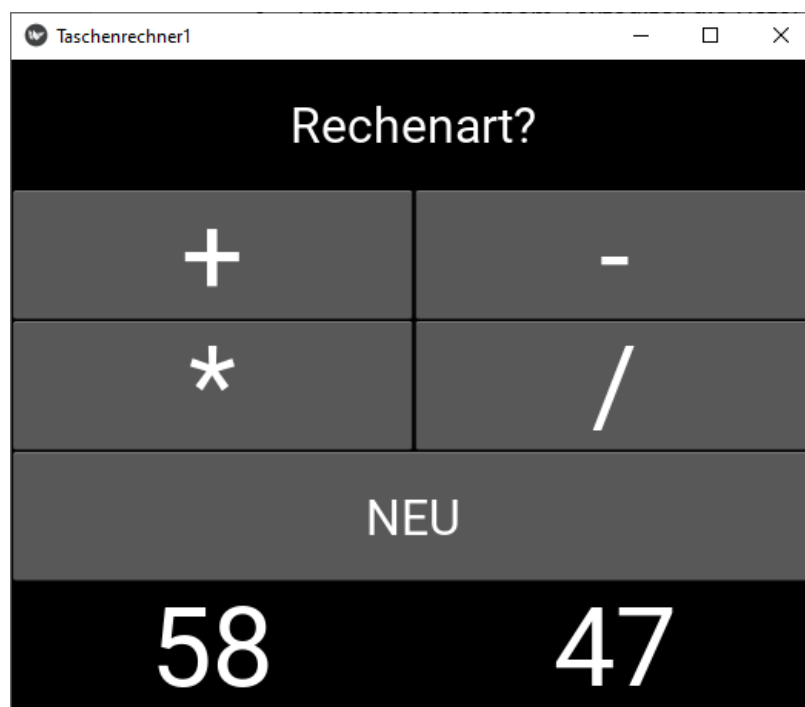 Taschenrechner1
Rechenart?
+ -
* /
NEU
58 47